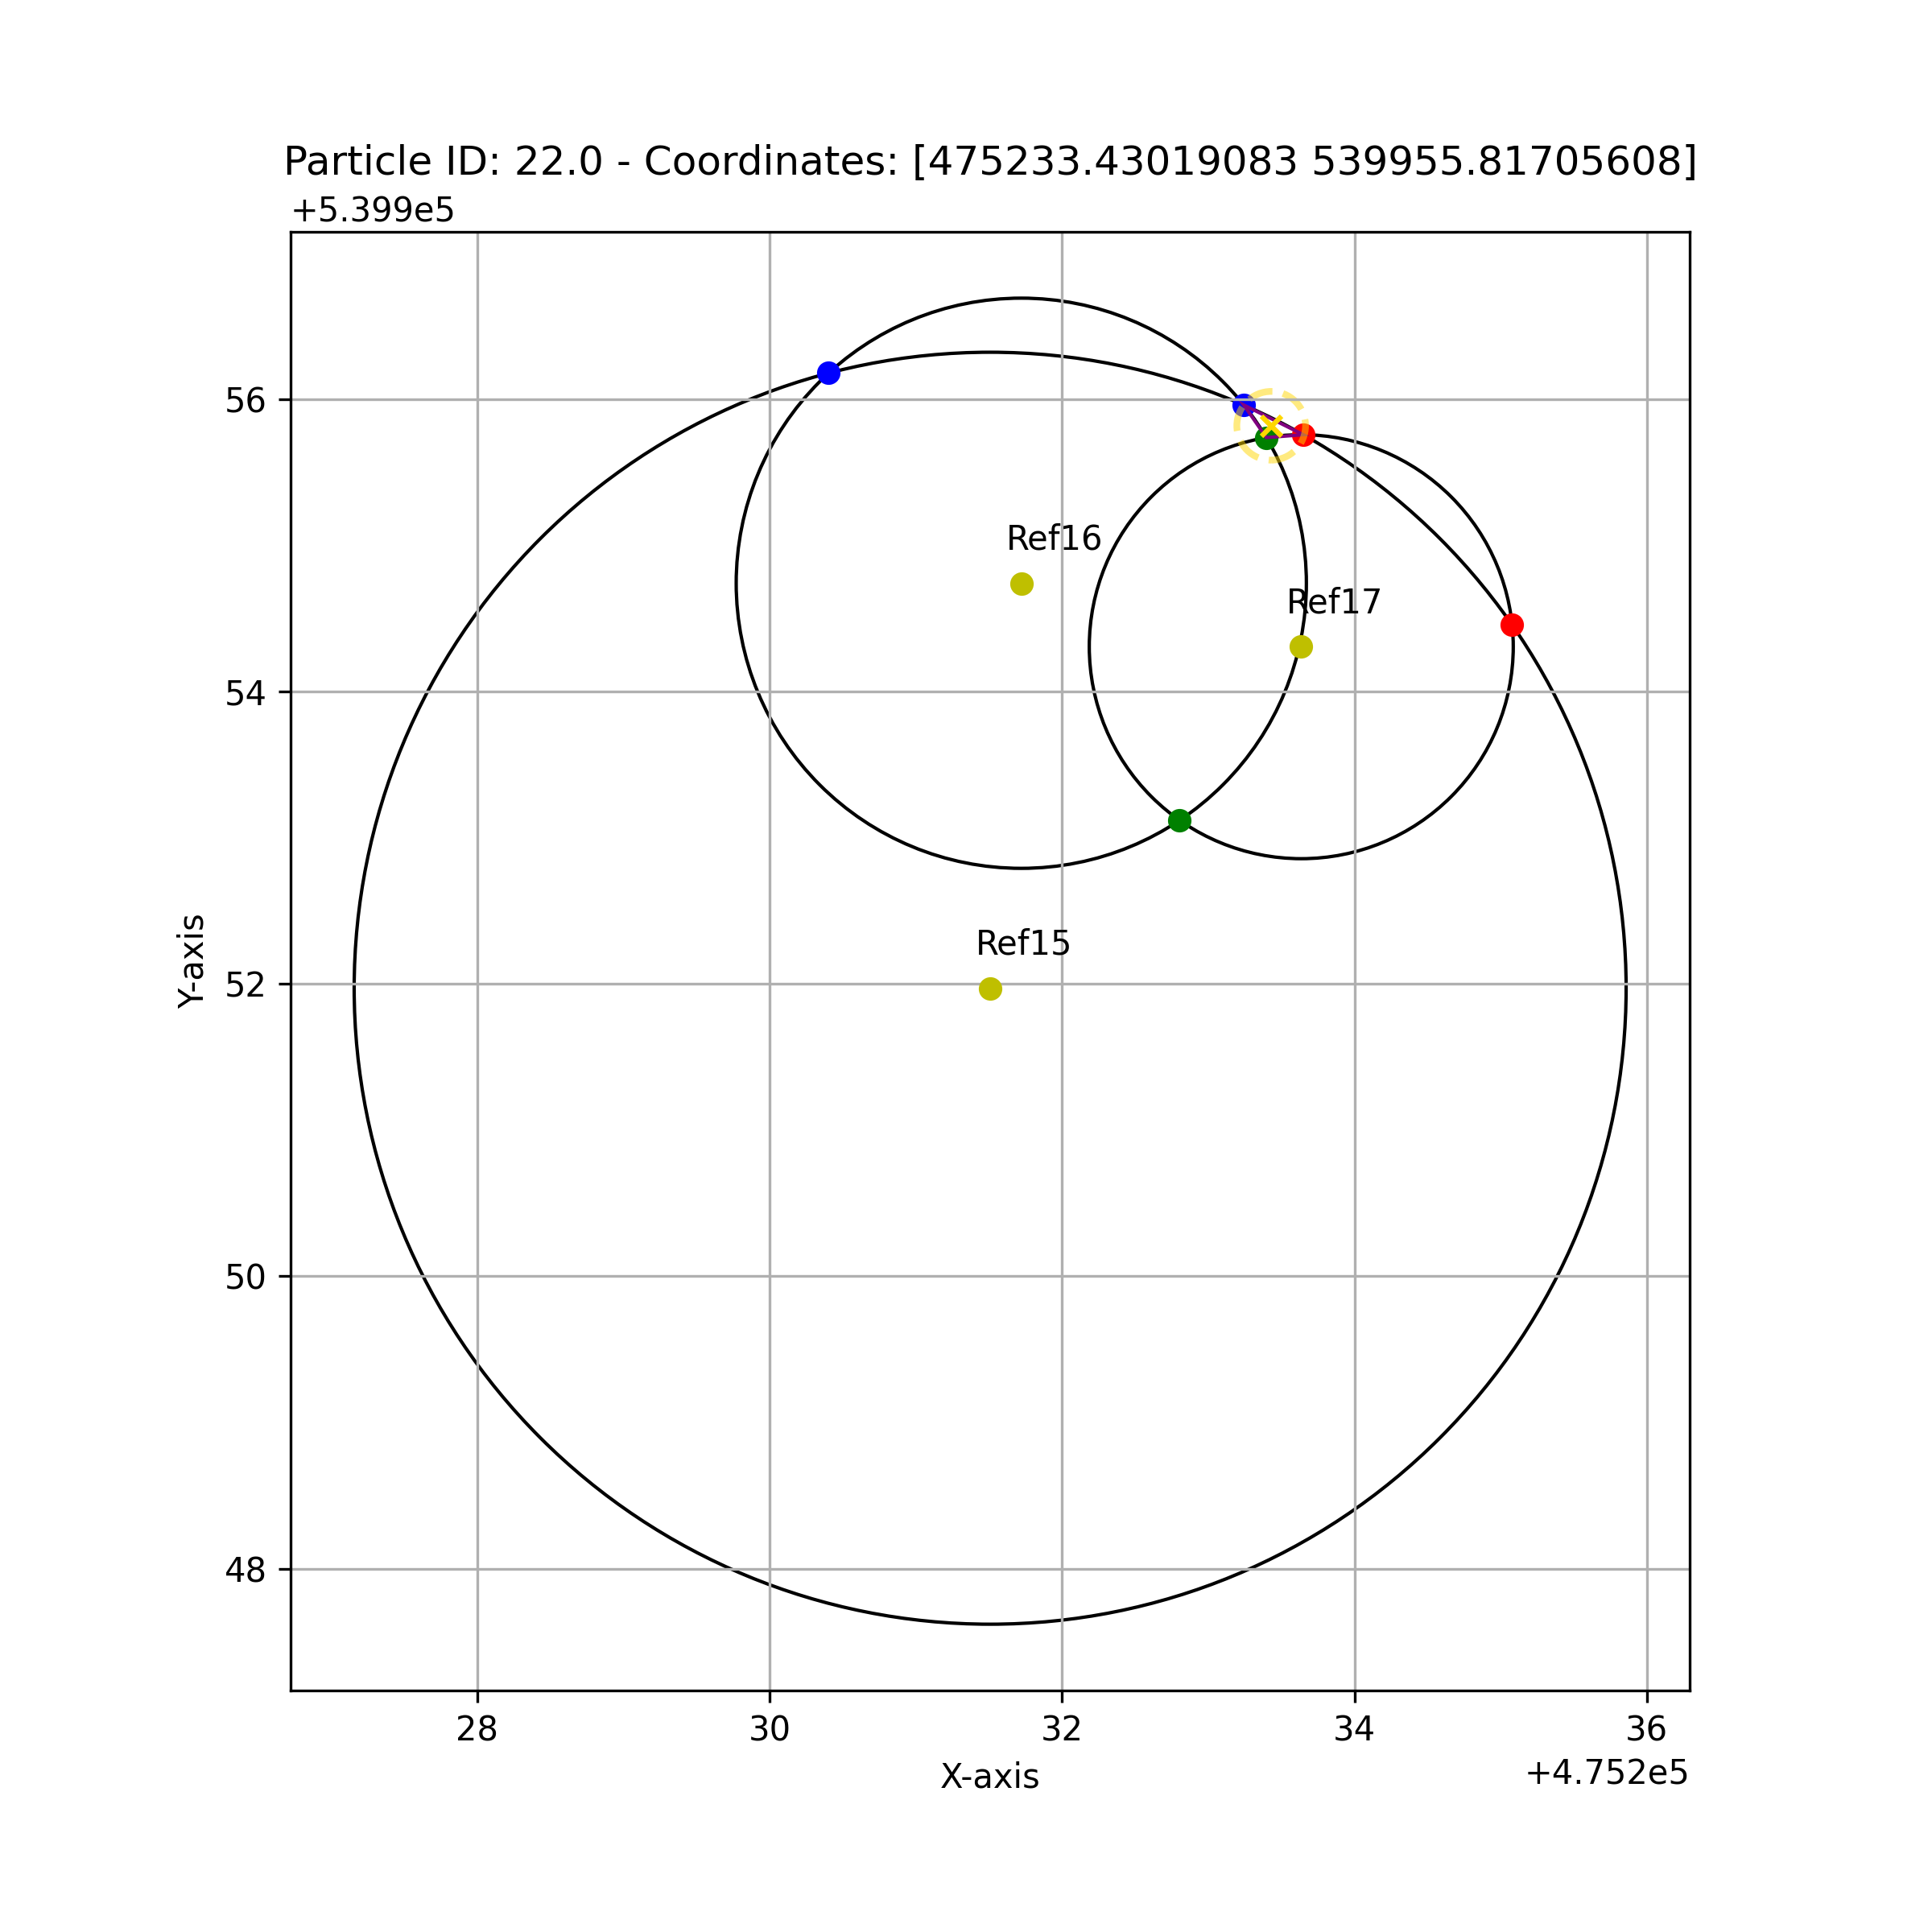 Particle ID: 22.0 - Coordinates: [475233.43019083 539955.81705608]
+5.399e5
56
Ref16
Ref17
54
Ref15
Y-axis
52
50
48
28 30 32 34 36
X-axis
+4.752e5